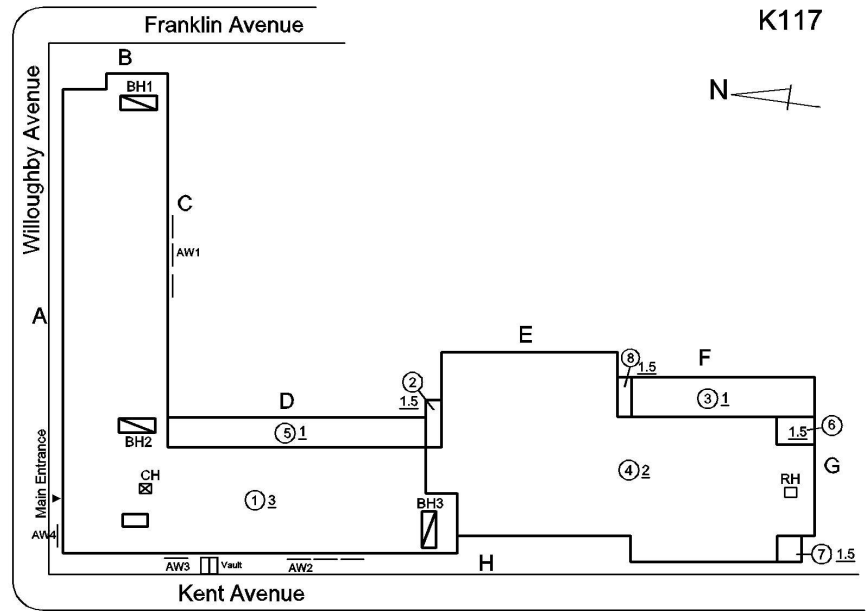 K117
Franklin Avenue
B
BH1
N
Willoughby Avenue
C
AW1
A
E
8 1.5
F
2
1.5
D
3 1
5 1
6
1.5
BH2
Main Entrance
CH
4 2
G
RH
1 3
BH3
AW4
7 1.5
AW3
Vault
AW2
H
Kent Avenue